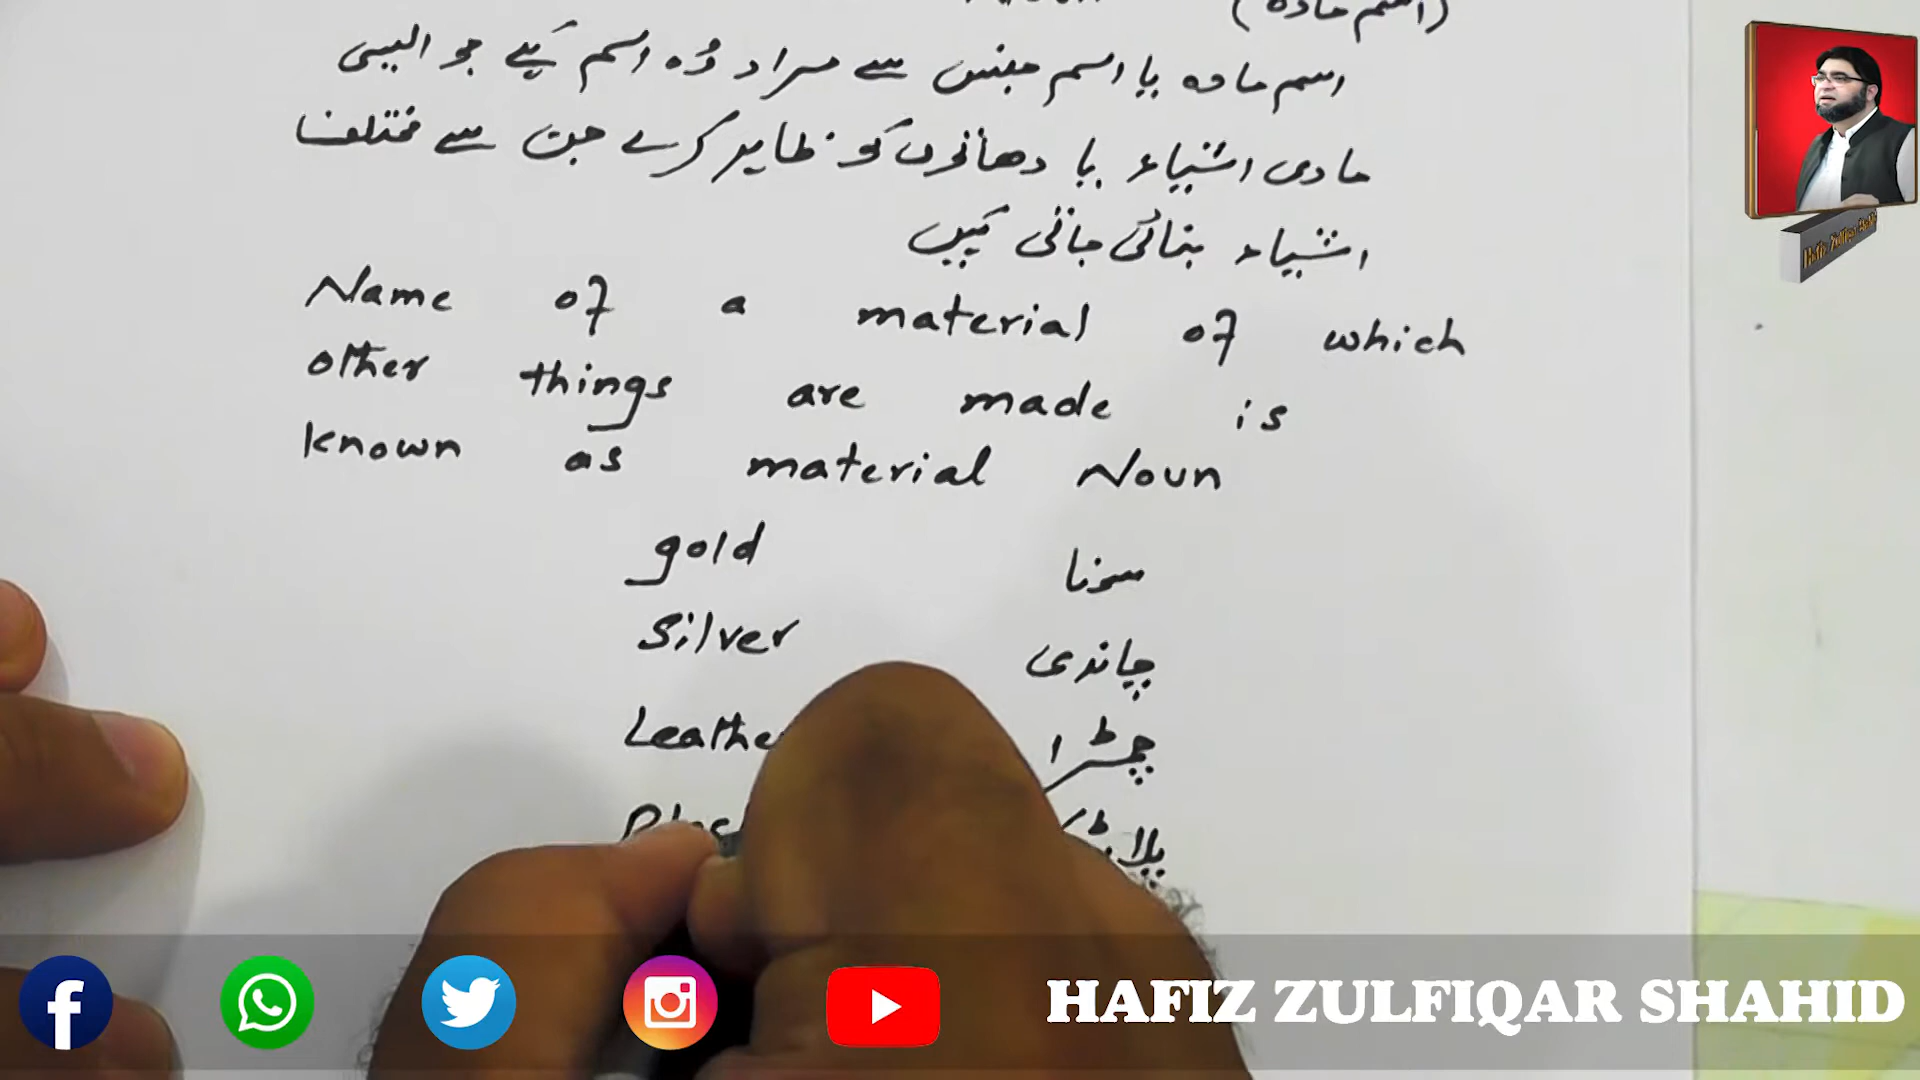 (اسم مادہ)
اسم مادہ یا اسم جنس سے مراد وُہ اسم ہے جو ایسی
مادی اشیاء یا دھاتوں کو ظاہر کرے جن سے مختلف
اشیاء بنائی جاتی ہیں
Name of a material of which
other things are made is
known as material Noun
gold سونا
Silver چاندی
Leathe چمڑا
HAFIZ ZULFIQAR SHAHID